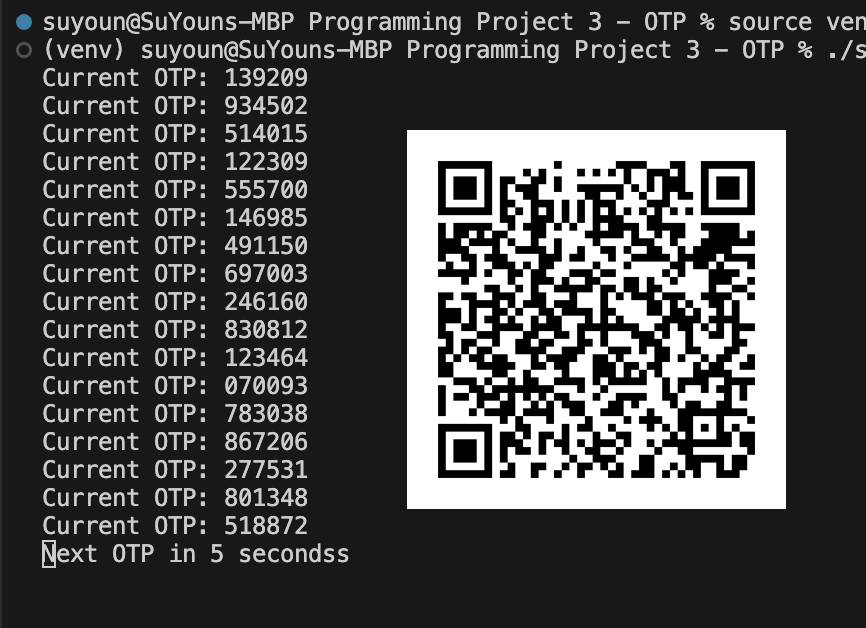 suyoun@SuYouns-MBP Programming Project 3 - OTP % source ven
(venv) suyoun@SuYouns-MBP Programming Project 3 - OTP % ./s
Current OTP: 139209
Current OTP: 934502
Current OTP: 514015
Current OTP: 122309
Current OTP: 555700
Current OTP: 146985
Current OTP: 491150
Current OTP: 697003
Current OTP: 246160
Current OTP: 830812
Current OTP: 123464
Current OTP: 070093
Current OTP: 783038
Current OTP: 867206
Current OTP: 277531
Current OTP: 801348
Current OTP: 518872
Next OTP in 5 secondss